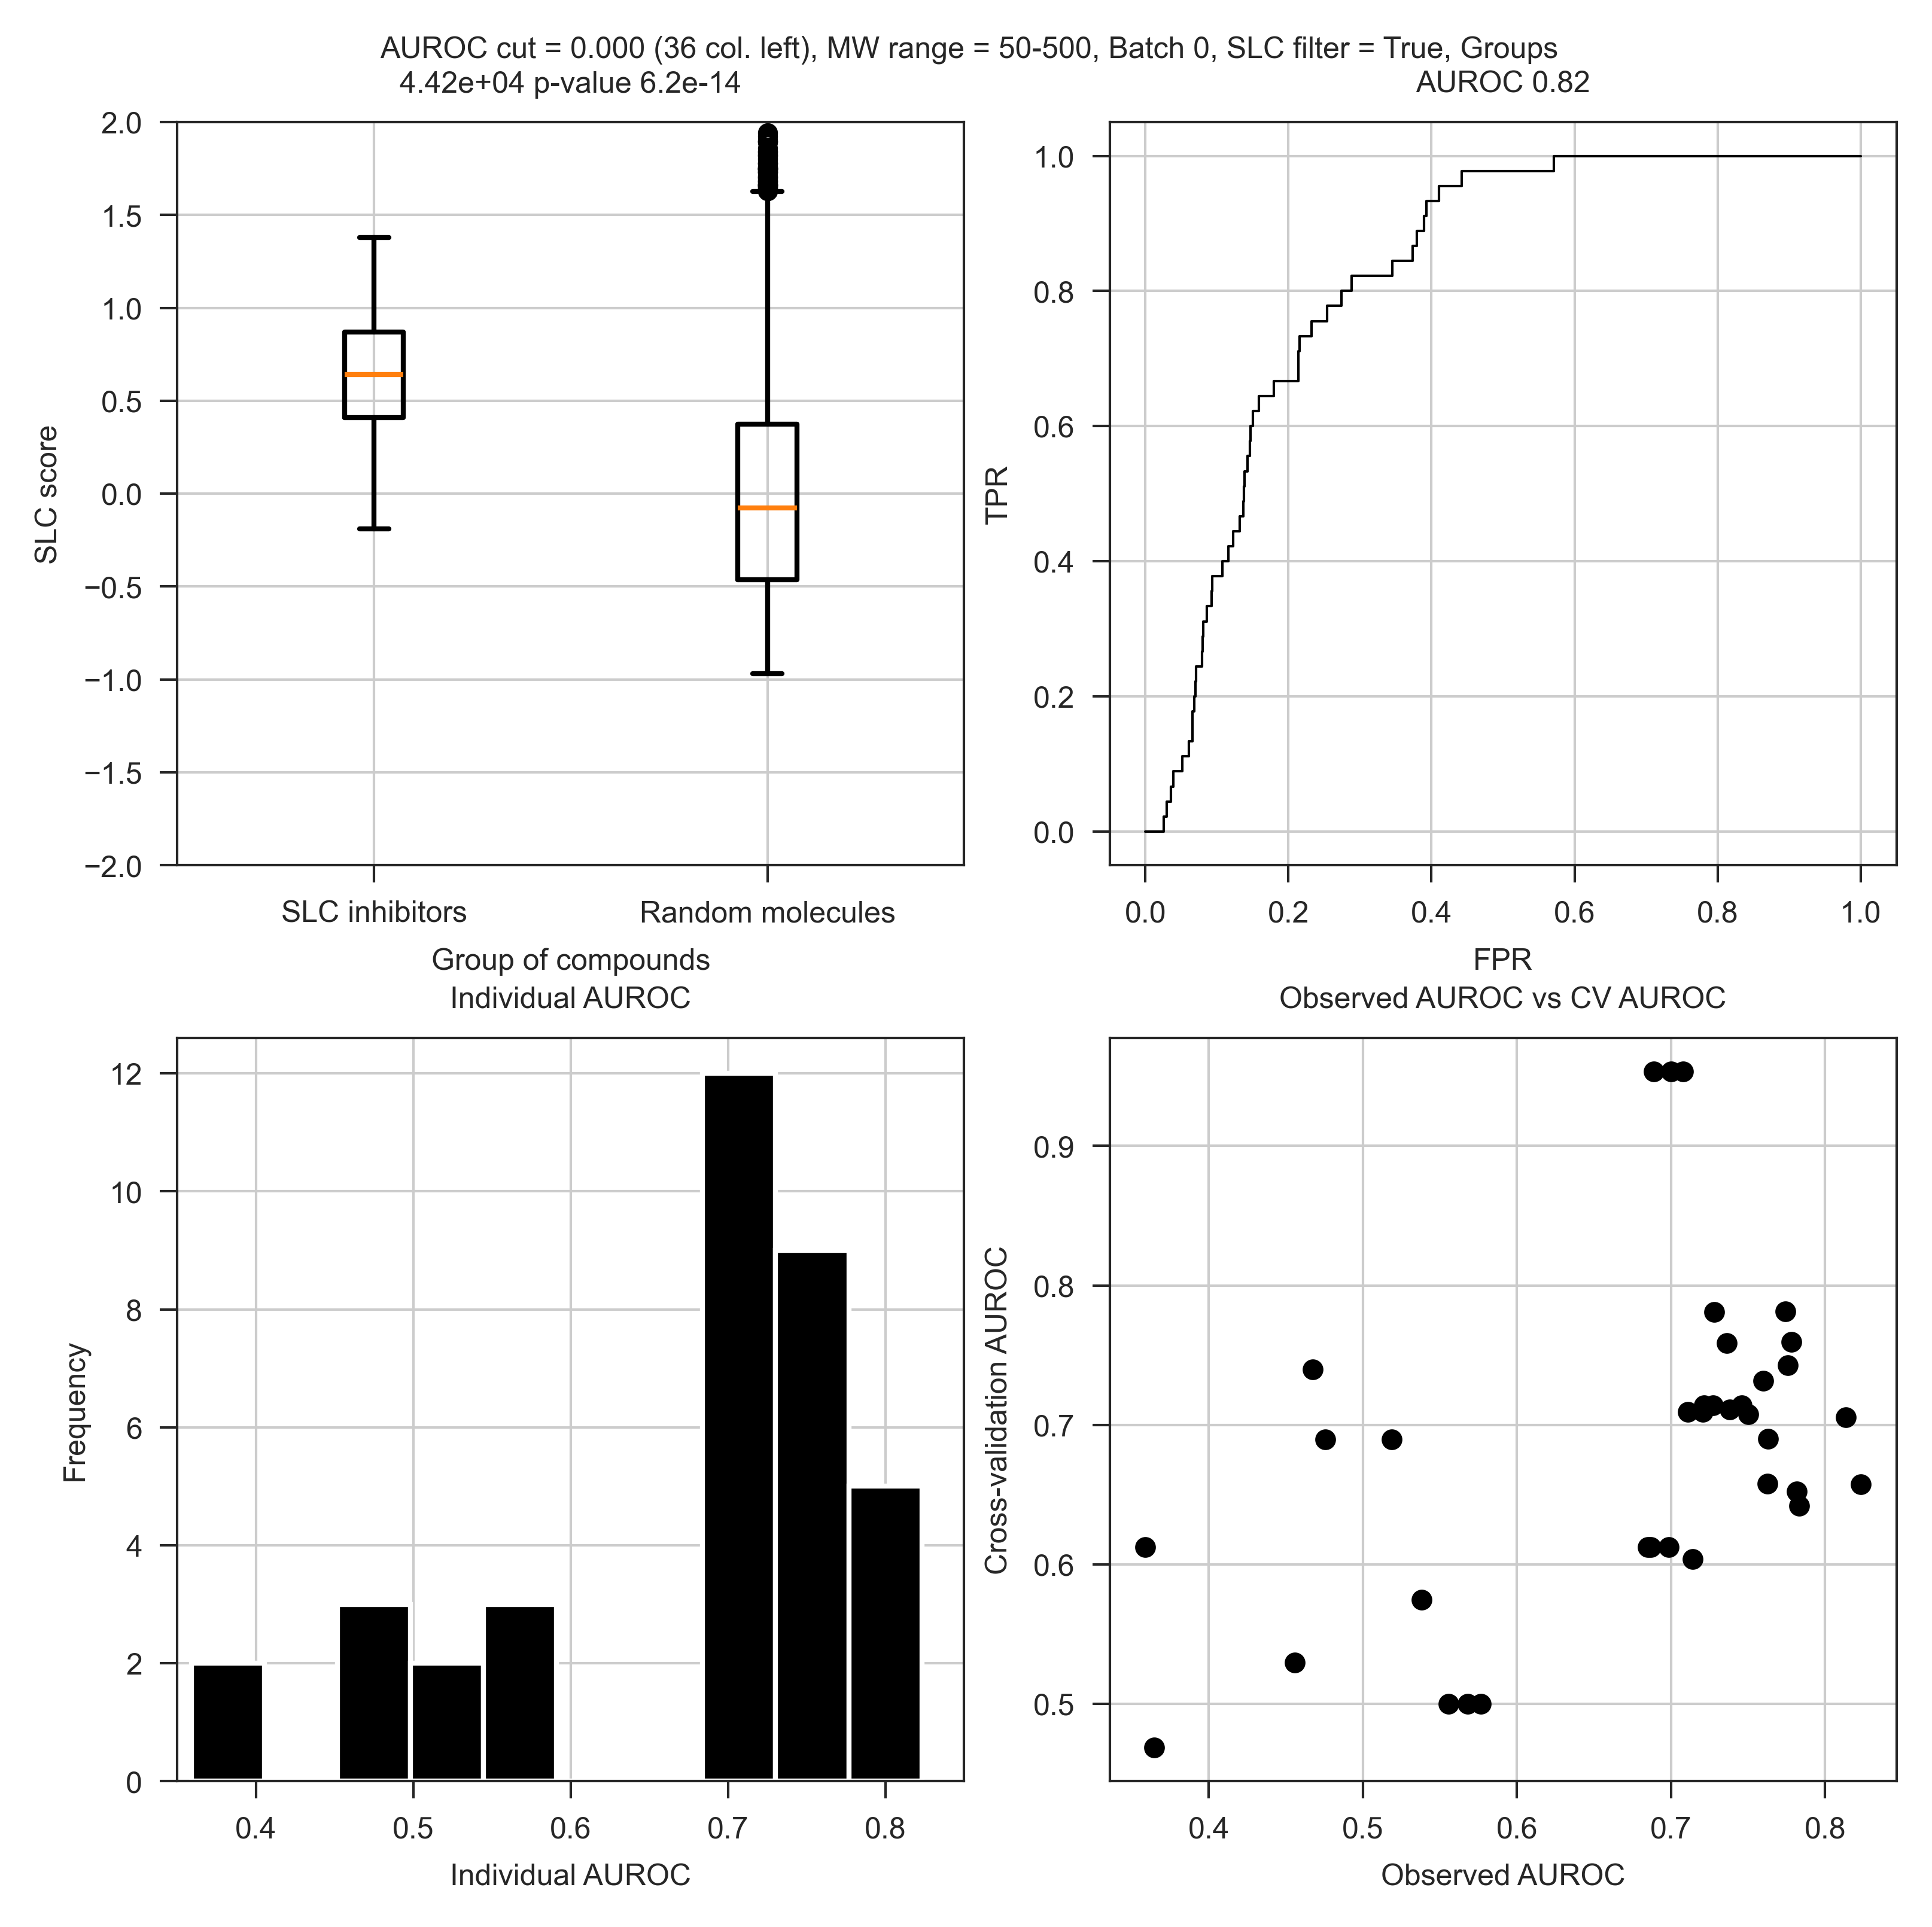 AUROC cut = 0.000 (36 col. left), MW range = 50-500, Batch 0, SLC filter = True, Groups
4.42e+04 p-value 6.2e-14
2.0
1.5
1.0
0.5
0.0
−0.5
−1.0
−1.5
−2.0
SLC score
SLC inhibitors
Random molecules
Group of compounds
AUROC 0.82
1.0
0.8
0.6
0.4
0.2
0.0
TPR
0.0
0.2
0.4
0.6
0.8
1.0
FPR
Individual AUROC
12
10
8
6
4
2
0
Frequency
0.4
0.5
0.6
0.7
0.8
Individual AUROC
Observed AUROC vs CV AUROC
0.9
0.8
0.7
0.6
0.5
Cross-validation AUROC
0.4
0.5
0.6
0.7
0.8
Observed AUROC